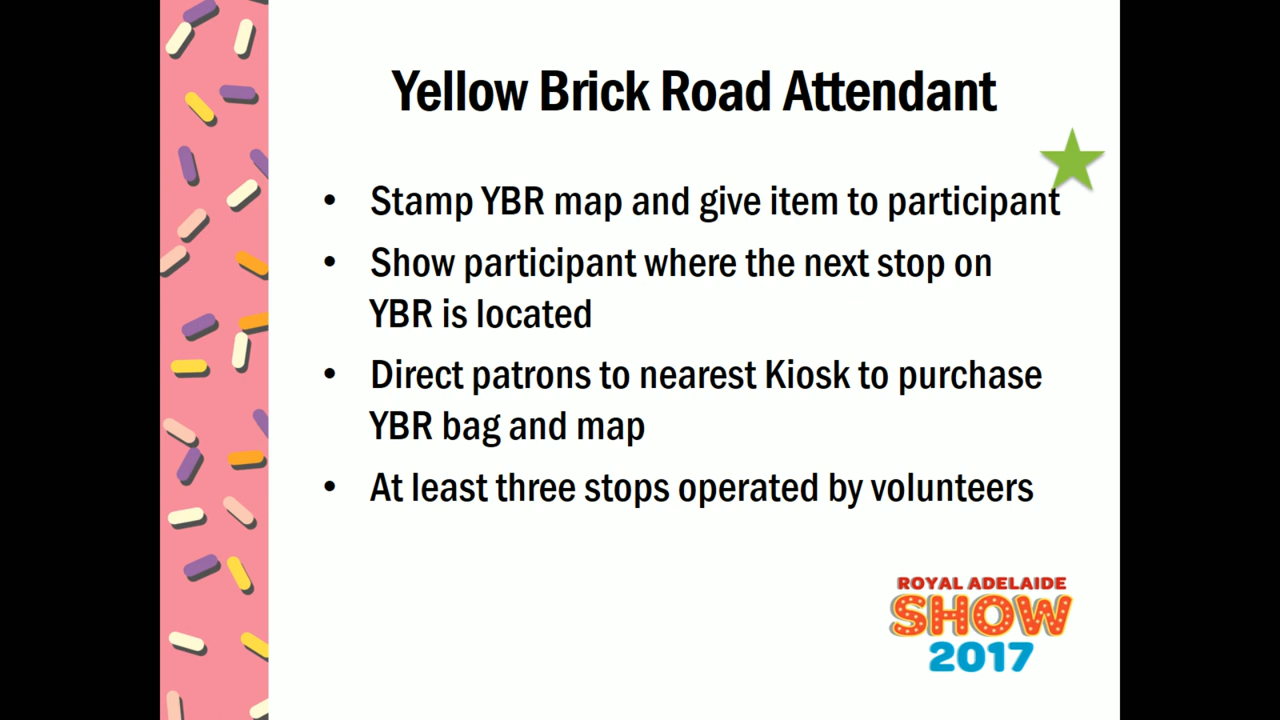 Yellow Brick Road Attendant
• Stamp YBR map and give item to participant
• Show participant where the next stop on
YBR is located
• Direct patrons to nearest Kiosk to purchase
YBR bag and map
• At least three stops operated by volunteers
ROYAL ADELAIDE
SHOW
2017